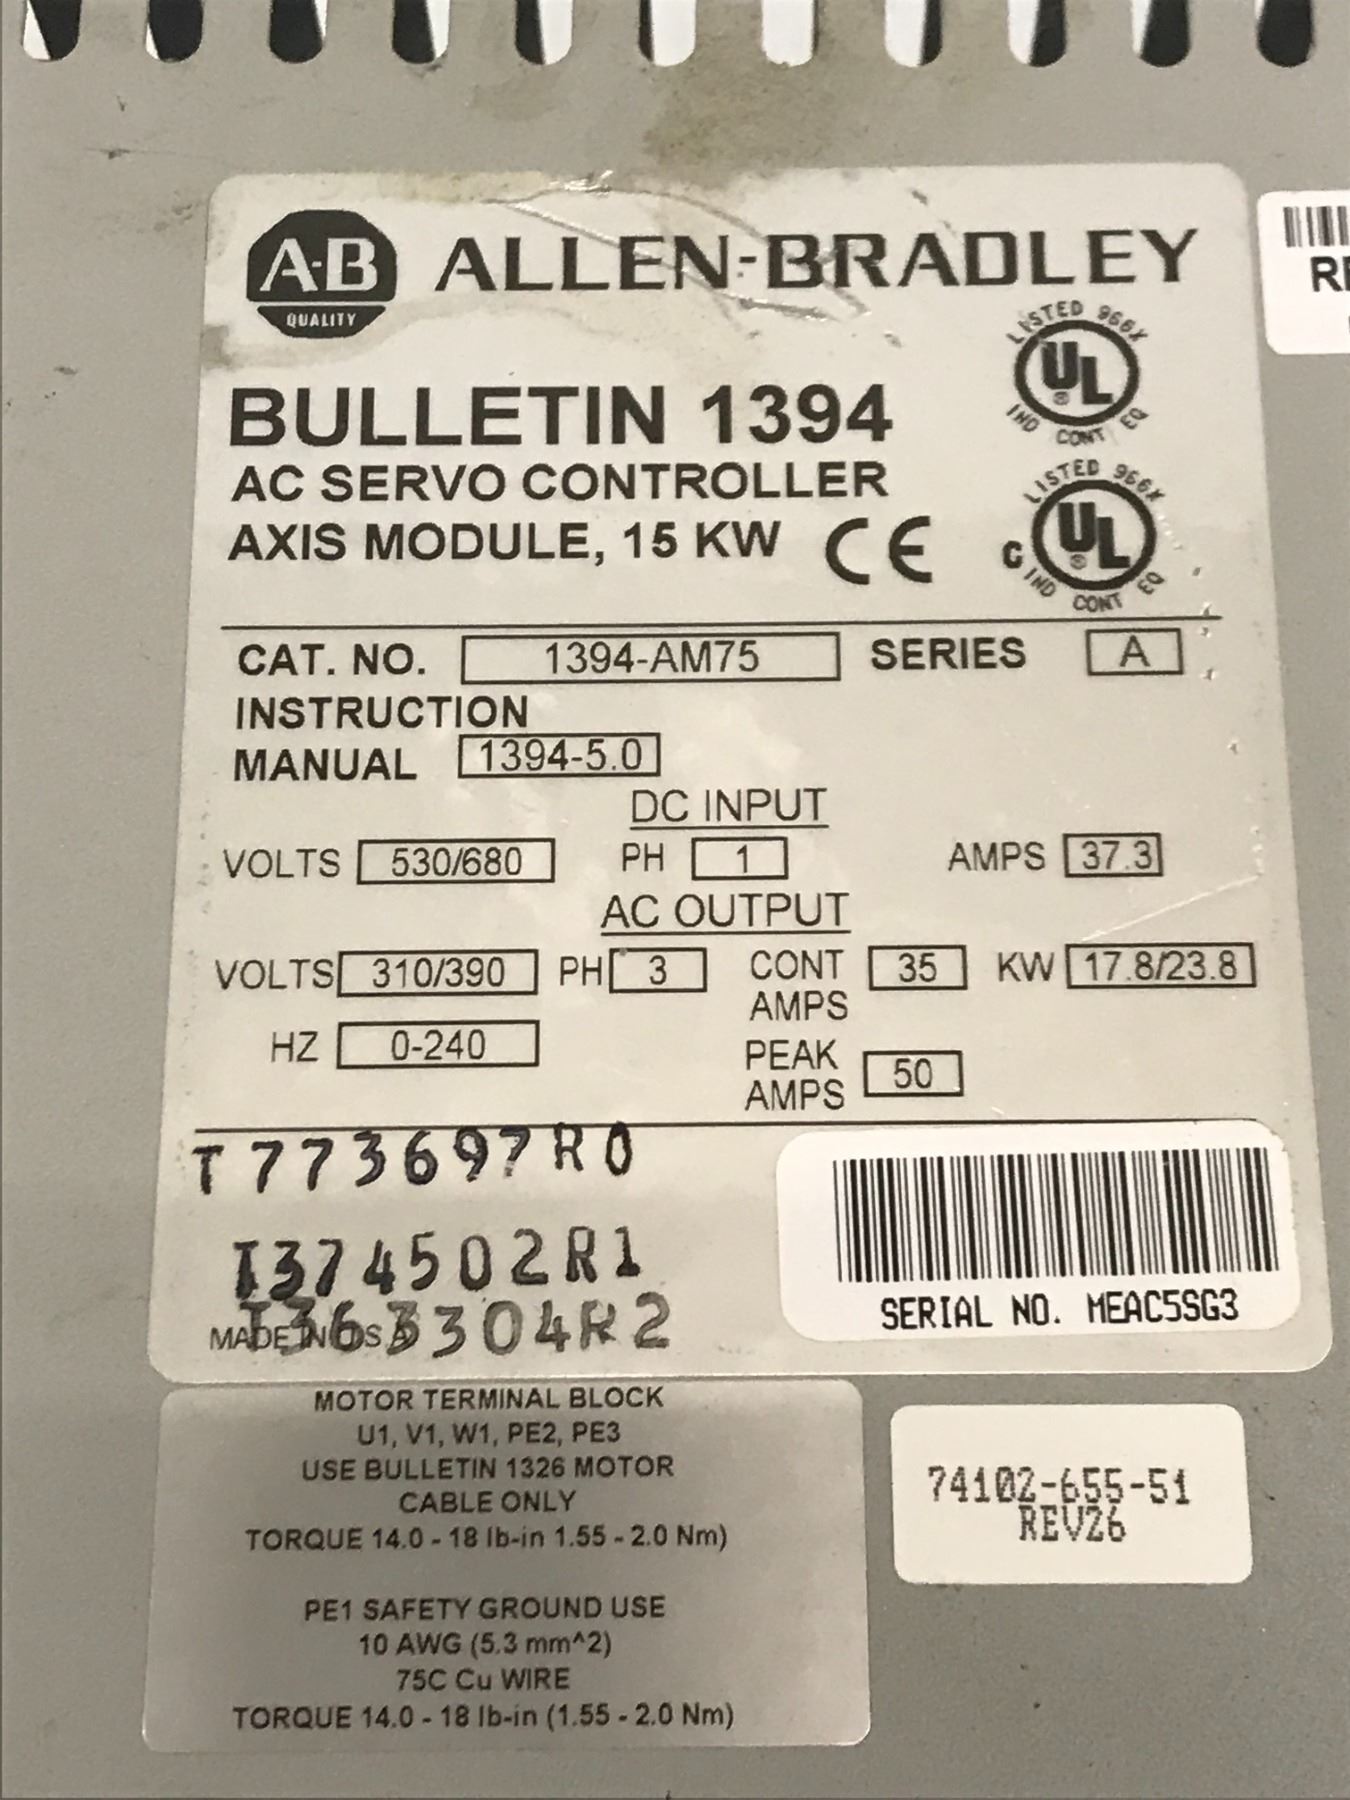 A-B QUALITY
ALLEN-BRADLEY
LISTED 966X
UL ®
IND CONT EQ
BULLETIN 1394
AC SERVO CONTROLLER
AXIS MODULE, 15 KW CE
LISTED 966X
C UL ®
IND CONT EQ
CAT. NO. 1394-AM75 SERIES A
INSTRUCTION
MANUAL 1394-5.0
DC INPUT
VOLTS 530/680 PH 1 AMPS 37.3
AC OUTPUT
VOLTS 310/390 PH 3 CONT AMPS 35 KW 17.8/23.8
HZ 0-240 PEAK AMPS 50
T773697R0
T374502R1
T363304R2
MADE IN USA
SERIAL NO. MEAC5SG3
MOTOR TERMINAL BLOCK
U1, V1, W1, PE2, PE3
USE BULLETIN 1326 MOTOR
CABLE ONLY
TORQUE 14.0 - 18 lb-in 1.55 - 2.0 Nm)
PE1 SAFETY GROUND USE
10 AWG (5.3 mm^2)
75C Cu WIRE
TORQUE 14.0 - 18 lb-in (1.55 - 2.0 Nm)
74102-655-51
REV26